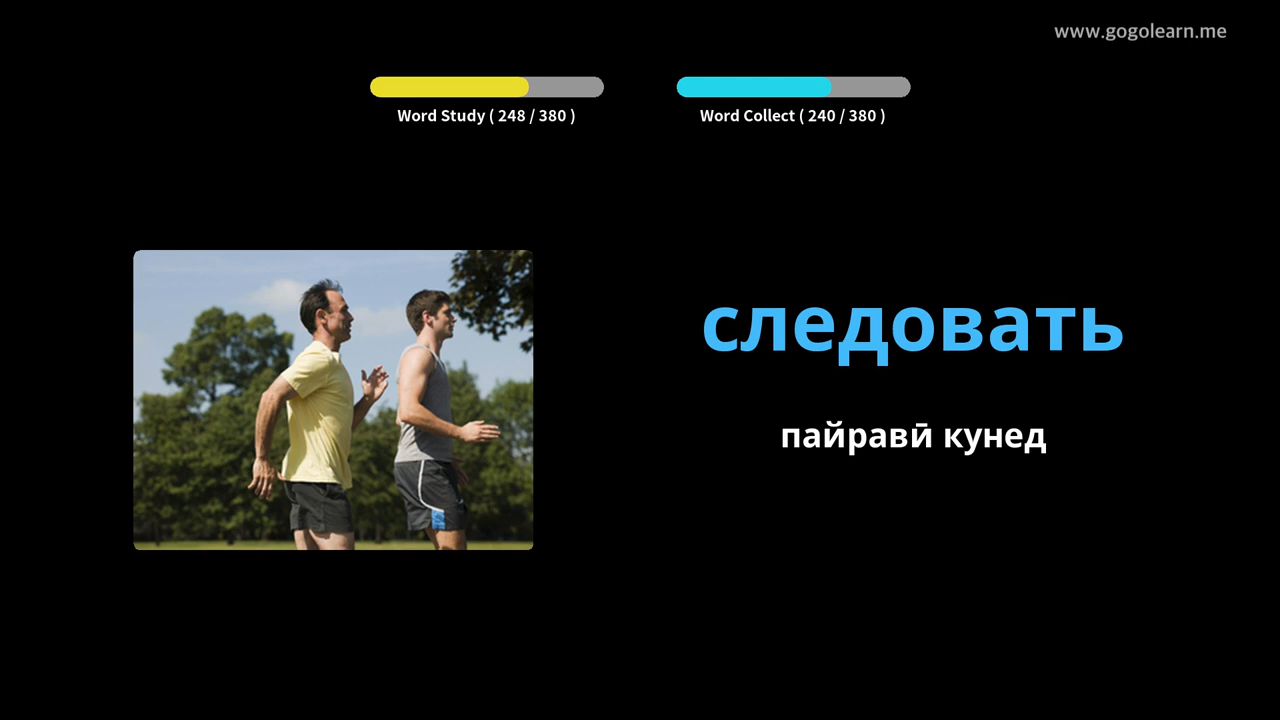 www.gogolearn.me
Word Study ( 248 / 380 )
Word Collect ( 240 / 380 )
следовать
пайравӣ кунед